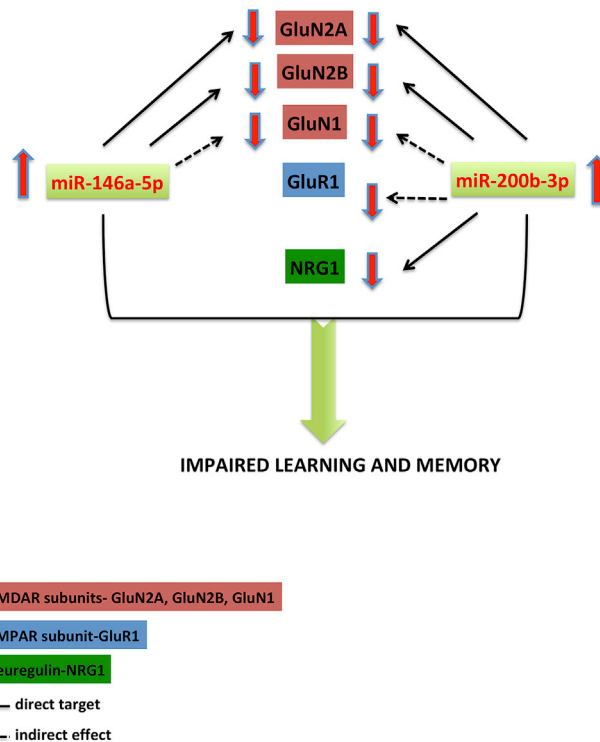 GluN2A
GluN2B
GluN1
miR-146a-5p
GluR1
miR-200b-3p
NRG1
IMPAIRED LEARNING AND MEMORY
MDAR subunits- GluN2A, GluN2B, GluN1
MPAR subunit-GluR1
euregulin-NRG1
direct target
indirect effect